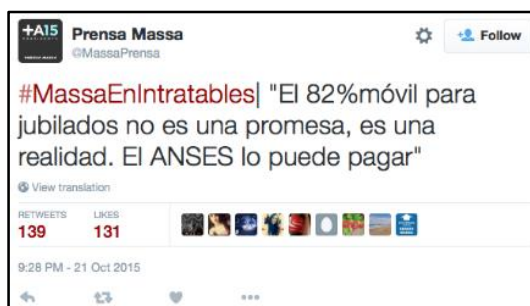 +A15
Prensa Massa
@MassaPrensa
Follow
#MassaEnIntratables| "El 82%móvil para
jubilados no es una promesa, es una
realidad. El ANSES lo puede pagar"
View translation
RETWEETS LIKES
139 131
9:28 PM - 21 Oct 2015